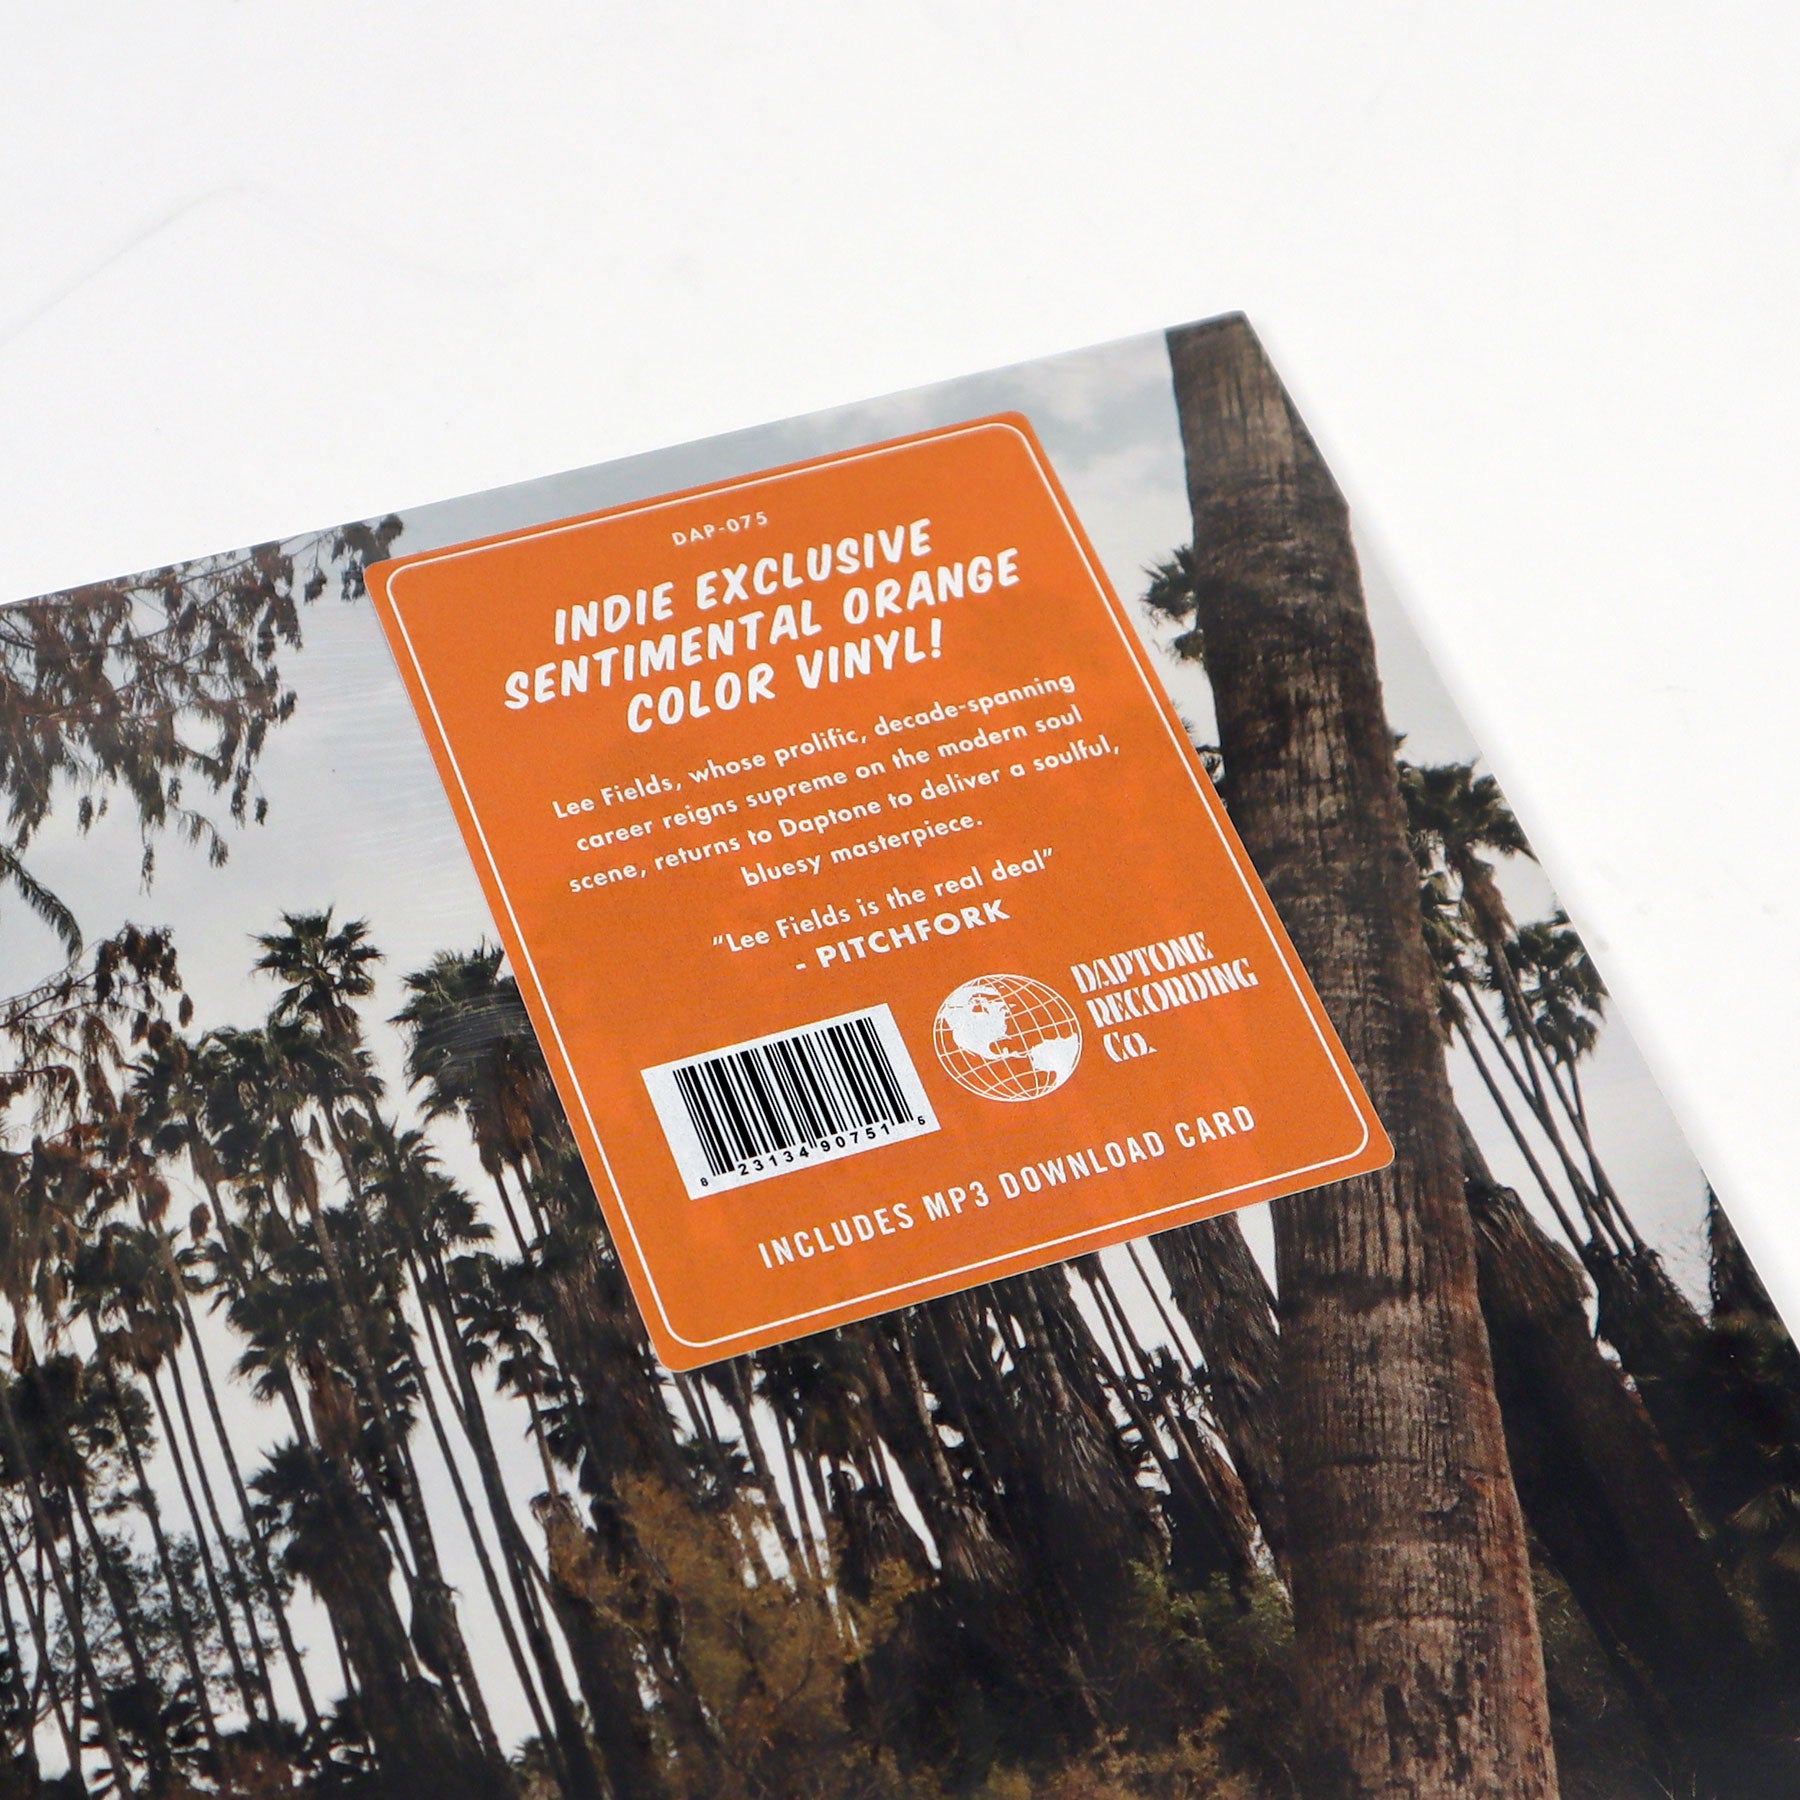 DAP-075
INDIE EXCLUSIVE
SENTIMENTAL ORANGE
COLOR VINYL!
Lee Fields, whose prolific, decade-spanning
career reigns supreme on the modern soul
scene, returns to Daptone to deliver a soulful,
bluesy masterpiece.
"Lee Fields is the real deal"
- PITCHFORK
DAPTONE
RECORDING
Co.
8 23134 90751 5
INCLUDES MP3 DOWNLOAD CARD